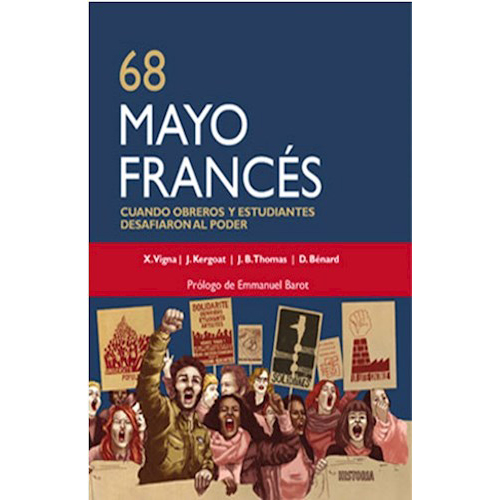 68
MAYO
FRANCÉS
CUANDO OBREROS Y ESTUDIANTES
DESAFIARON AL PODER
X. Vigna | J. Kergoat | J. B. Thomas | D. Bénard
Prólogo de Emmanuel Barot
SOLIDARITE
HISTORIA